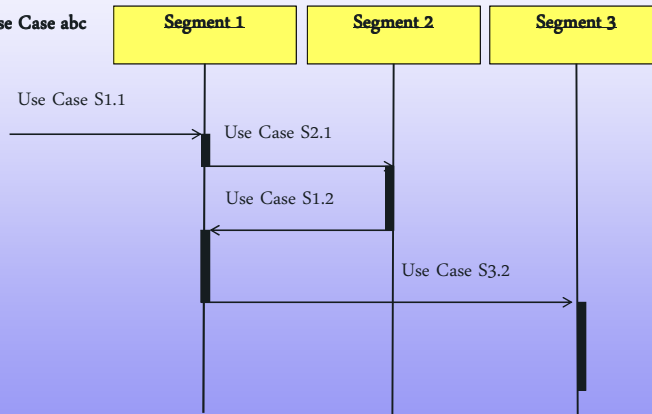 se Case abc
Segment 1
Segment 2
Segment 3
Use Case S1.1
Use Case S2.1
Use Case S1.2
Use Case S3.2